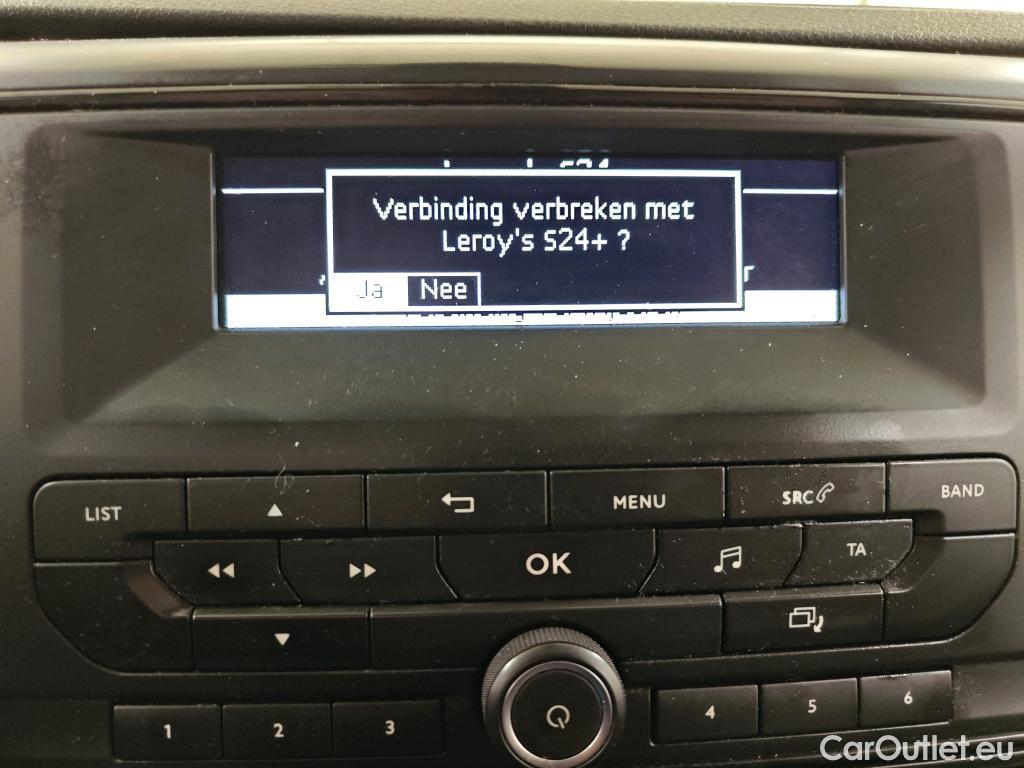 Verbinding verbreken met
Leroy's S24+ ?
Ja Nee
LIST
MENU
SRC
BAND
OK
TA
1 2 3 4 5 6
CarOutlet.eu